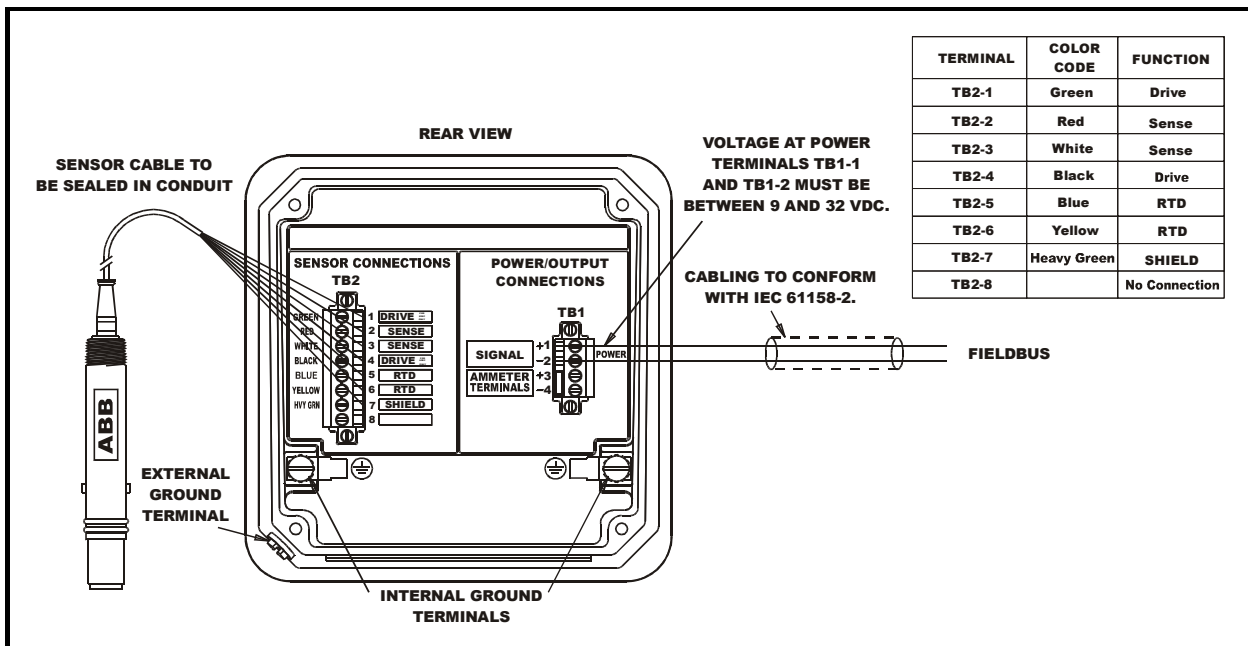 REAR VIEW
SENSOR CABLE TO
BE SEALED IN CONDUIT
VOLTAGE AT POWER
TERMINALS TB1-1
AND TB1-2 MUST BE
BETWEEN 9 AND 32 VDC.
CABLING TO CONFORM
WITH IEC 61158-2.
FIELDBUS
SENSOR CONNECTIONS
TB2
GREEN 1 DRIVE
RED 2 SENSE
WHITE 3 SENSE
BLACK 4 DRIVE
BLUE 5 RTD
YELLOW 6 RTD
HVY GRN 7 SHIELD
8
POWER/OUTPUT
CONNECTIONS
TB1
SIGNAL
+1
−2
POWER
AMMETER
TERMINALS
+3
−4
ABB
EXTERNAL
GROUND
TERMINAL
INTERNAL GROUND
TERMINALS
TERMINAL COLOR CODE FUNCTION
TB2-1 Green Drive
TB2-2 Red Sense
TB2-3 White Sense
TB2-4 Black Drive
TB2-5 Blue RTD
TB2-6 Yellow RTD
TB2-7 Heavy Green SHIELD
TB2-8 No Connection